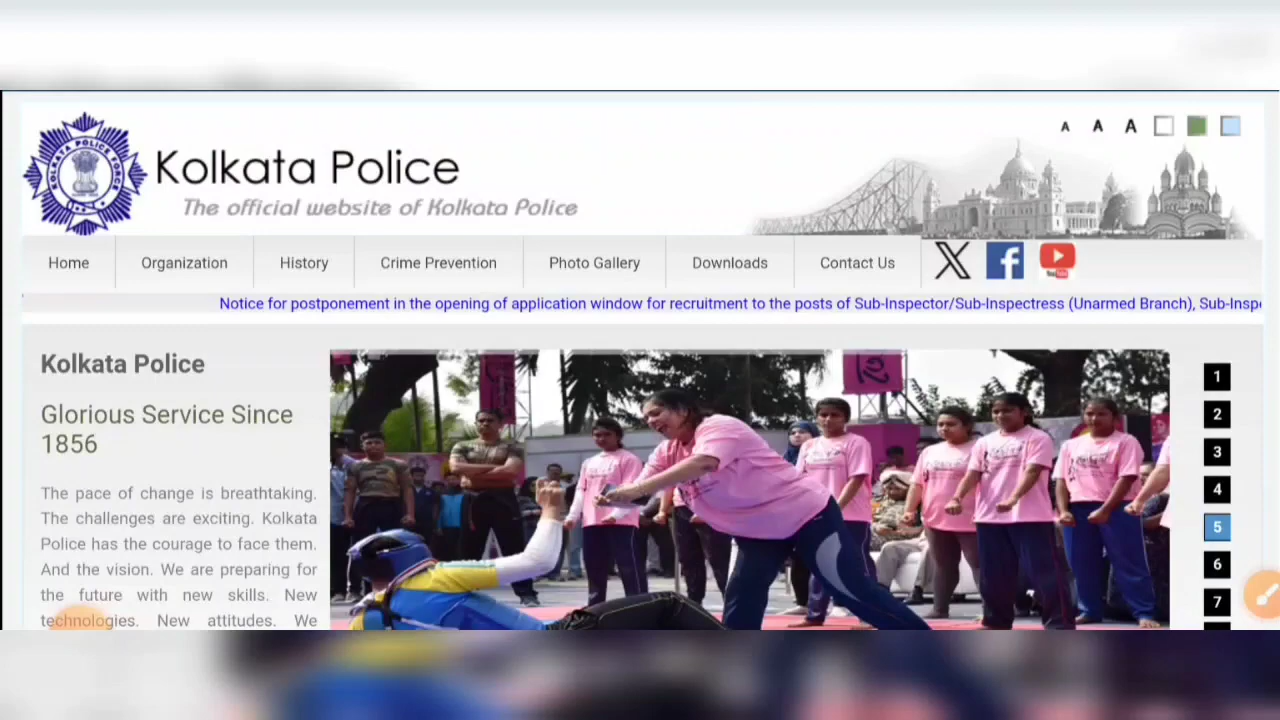 A A A
KOLKATA POLICE FORCE
Kolkata Police
The official website of Kolkata Police
Home Organization History Crime Prevention Photo Gallery Downloads Contact Us
Notice for postponement in the opening of application window for recruitment to the posts of Sub-Inspector/Sub-Inspectress (Unarmed Branch), Sub-Inspe
Kolkata Police
Glorious Service Since
1856
The pace of change is breathtaking.
The challenges are exciting. Kolkata
Police has the courage to face them.
And the vision. We are preparing for
the future with new skills. New
technologies. New attitudes. We
1
2
3
4
5
6
7